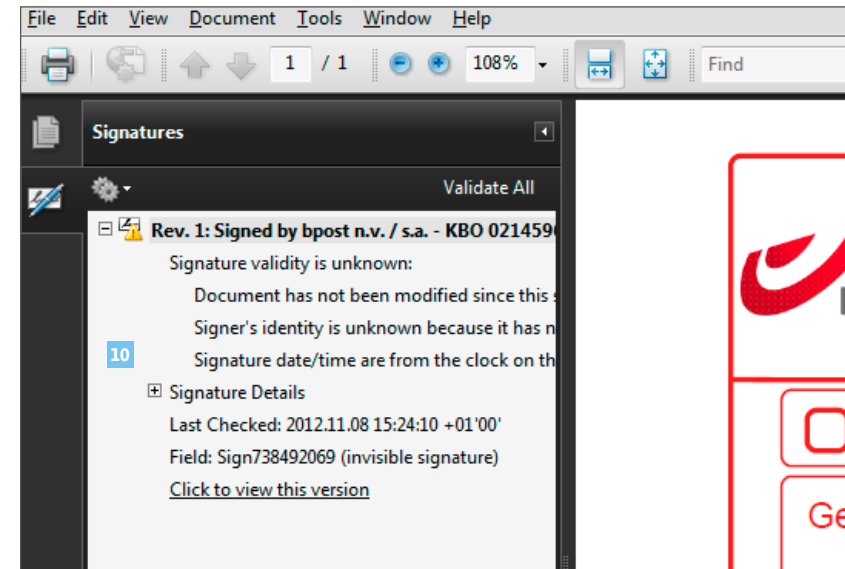 File Edit View Document Tools Window Help
1 / 1 108% Find
Signatures
Validate All
Rev. 1: Signed by bpost n.v. / s.a. - KBO 021459
Signature validity is unknown:
Document has not been modified since this
Signer's identity is unknown because it has n
10 Signature date/time are from the clock on th
Signature Details
Last Checked: 2012.11.08 15:24:10 +01'00'
Field: Sign738492069 (invisible signature)
Click to view this version
Ge